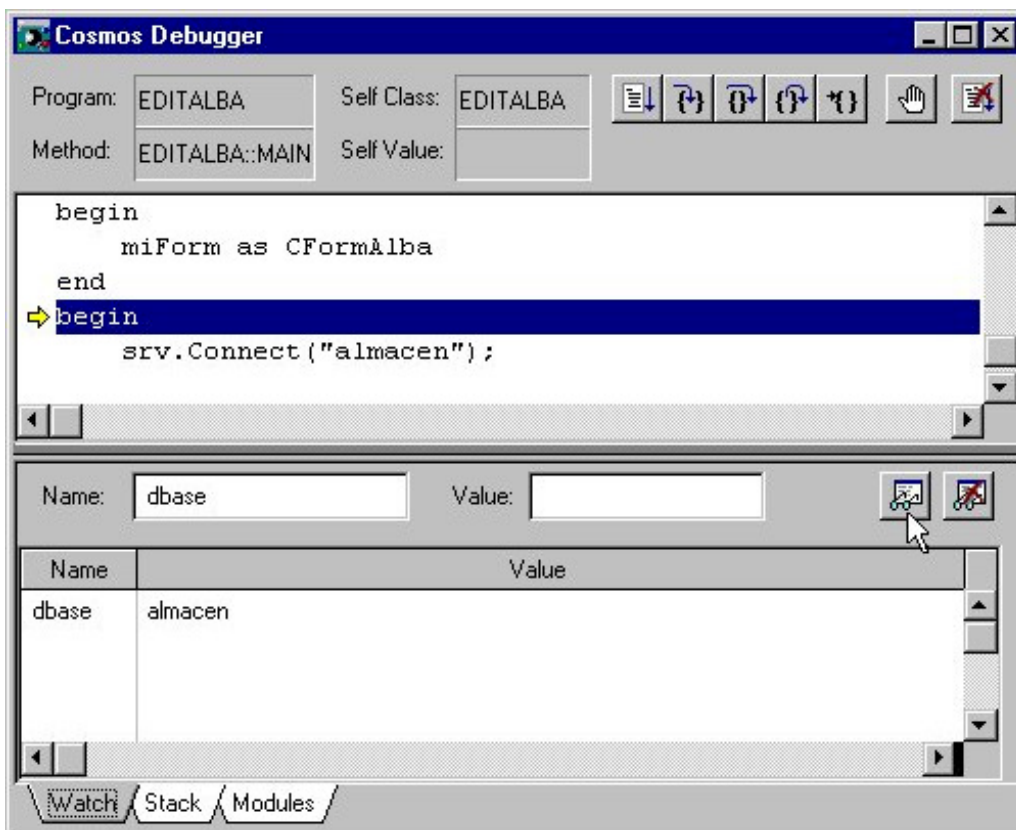 Cosmos Debugger
Program: EDITALBA Self Class: EDITALBA
Method: EDITALBA::MAIN Self Value:
begin
miForm as CFormAlba
end
begin
srv.Connect("almacen");
Name: dbase Value:
Name Value
dbase almacen
Watch Stack Modules